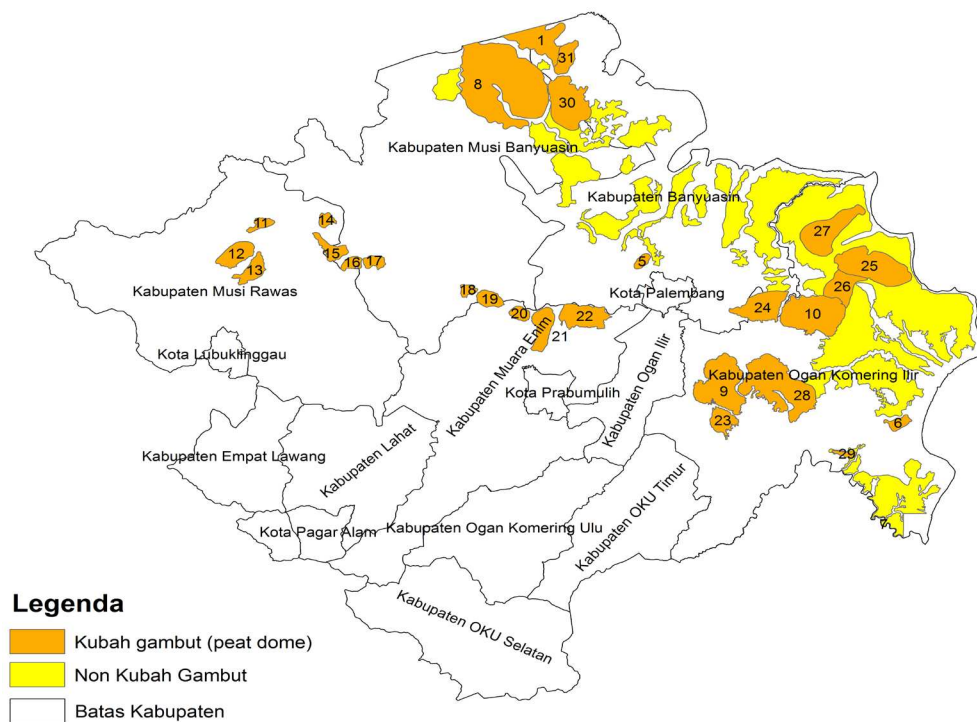 1
31
8
30
Kabupaten Musi Banyuasin
Kabupaten Banyuasin
11
14
27
12
15
5
25
13
16
17
Kabupaten Musi Rawas
18
19
Kota Palembang
26
24
10
20
22
21
Kabupaten Muara Enim
Kota Lubuklinggau
Kabupaten Ogan Ilir
Kabupaten Ogan Komering Ilir
Kota Prabumulih
9
28
23
6
29
Kabupaten Empat Lawang
Kabupaten Lahat
Kabupaten OKU Timur
Kota Pagar Alam
Kabupaten Ogan Komering Ulu
Kabupaten OKU Selatan
Legenda
Kubah gambut (peat dome)
Non Kubah Gambut
Batas Kabupaten